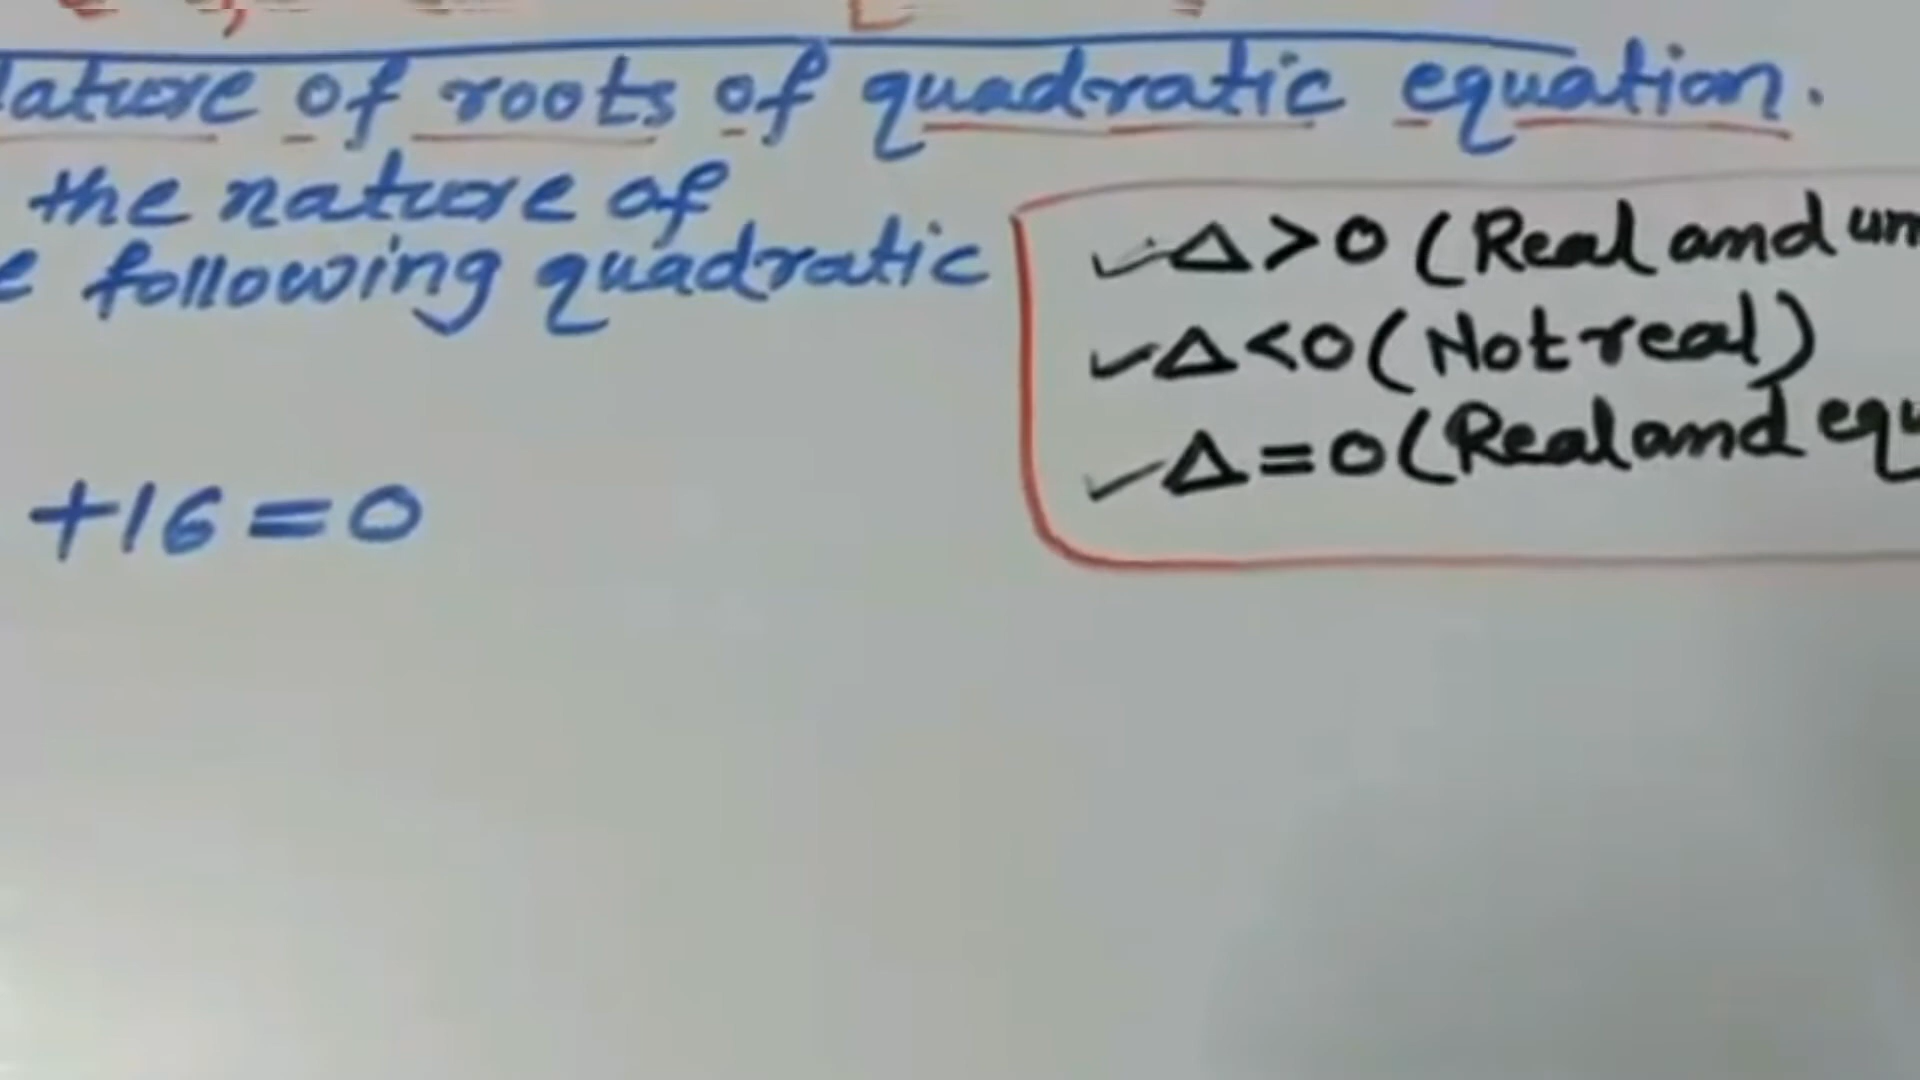 of roots of quadratic equation.
the nature of
following quadratic
+16=0
✓Δ>0 (Real and
✓Δ<0 (Not real)
✓Δ=0 (Real and